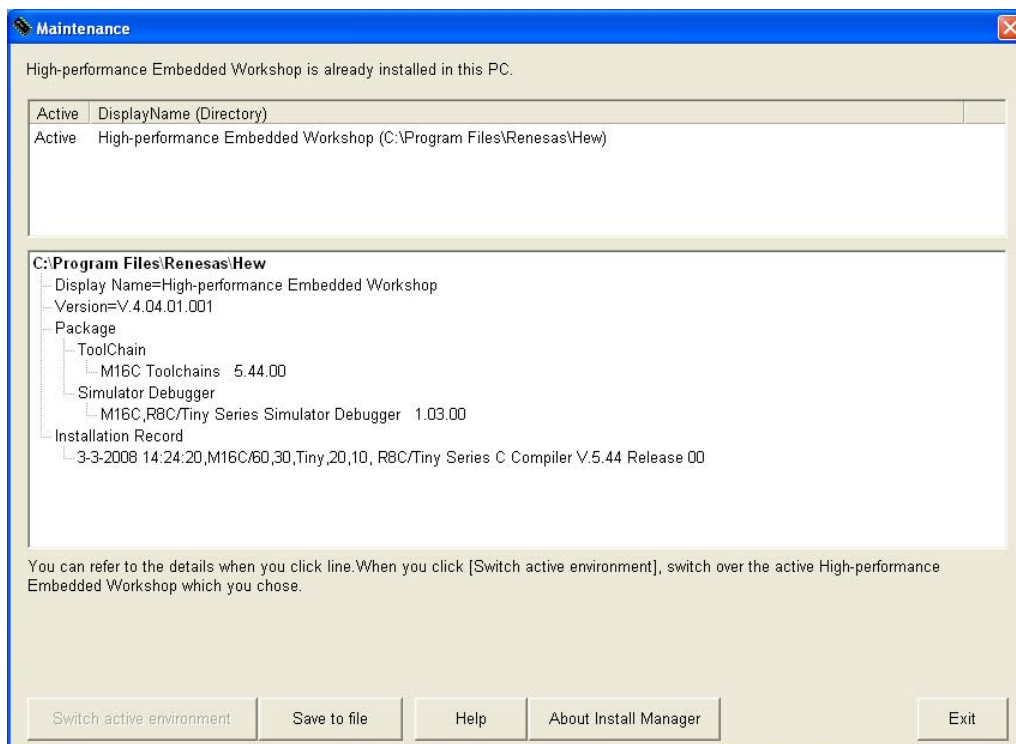 Maintenance
High-performance Embedded Workshop is already installed in this PC.
Active DisplayName (Directory)
Active High-performance Embedded Workshop (C:\Program Files\Renesas\Hew)
C:\Program Files\Renesas\Hew
Display Name=High-performance Embedded Workshop
Version=V.4.04.01.001
Package
ToolChain
M16C Toolchains 5.44.00
Simulator Debugger
M16C,R8C/Tiny Series Simulator Debugger 1.03.00
Installation Record
3-3-2008 14:24:20,M16C/60,30,Tiny,20,10, R8C/Tiny Series C Compiler V.5.44 Release 00
You can refer to the details when you click line.When you click [Switch active environment], switch over the active High-performance
Embedded Workshop which you chose.
Switch active environment Save to file Help About Install Manager Exit